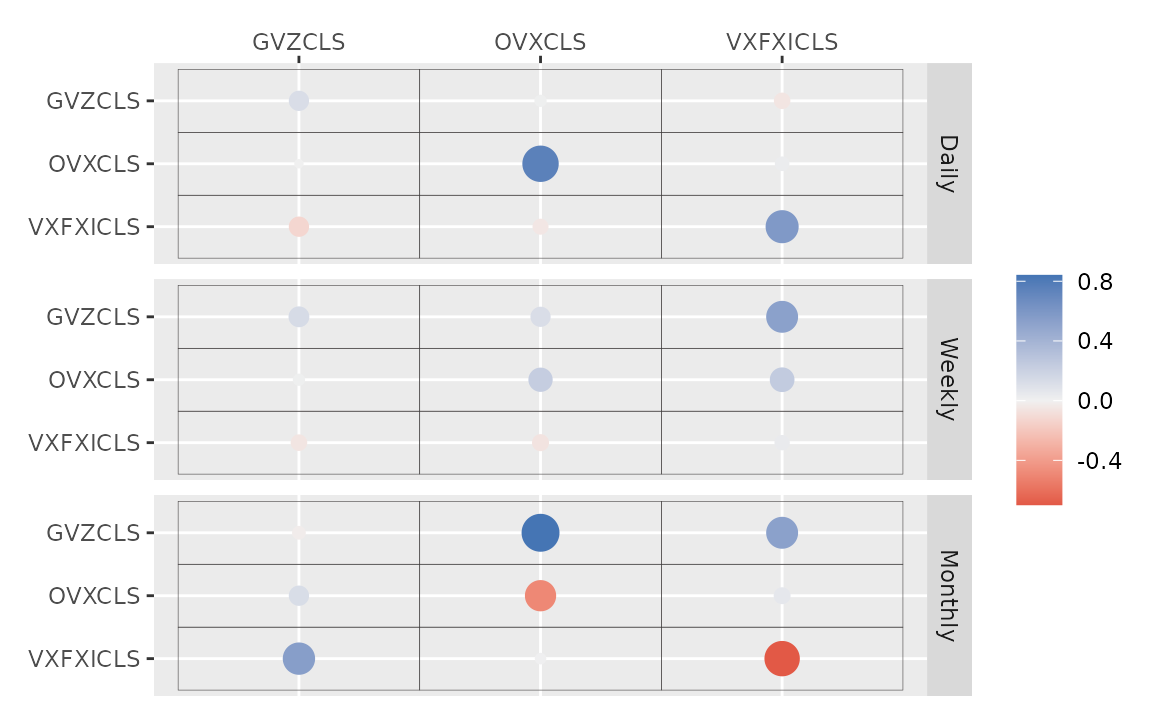 GVZCLS OVXCLS VXFXICLS
GVZCLS
OVXCLS
VXFXICLS
Daily
GVZCLS
OVXCLS
VXFXICLS
Weekly
GVZCLS
OVXCLS
VXFXICLS
Monthly
0.8
0.4
0.0
-0.4